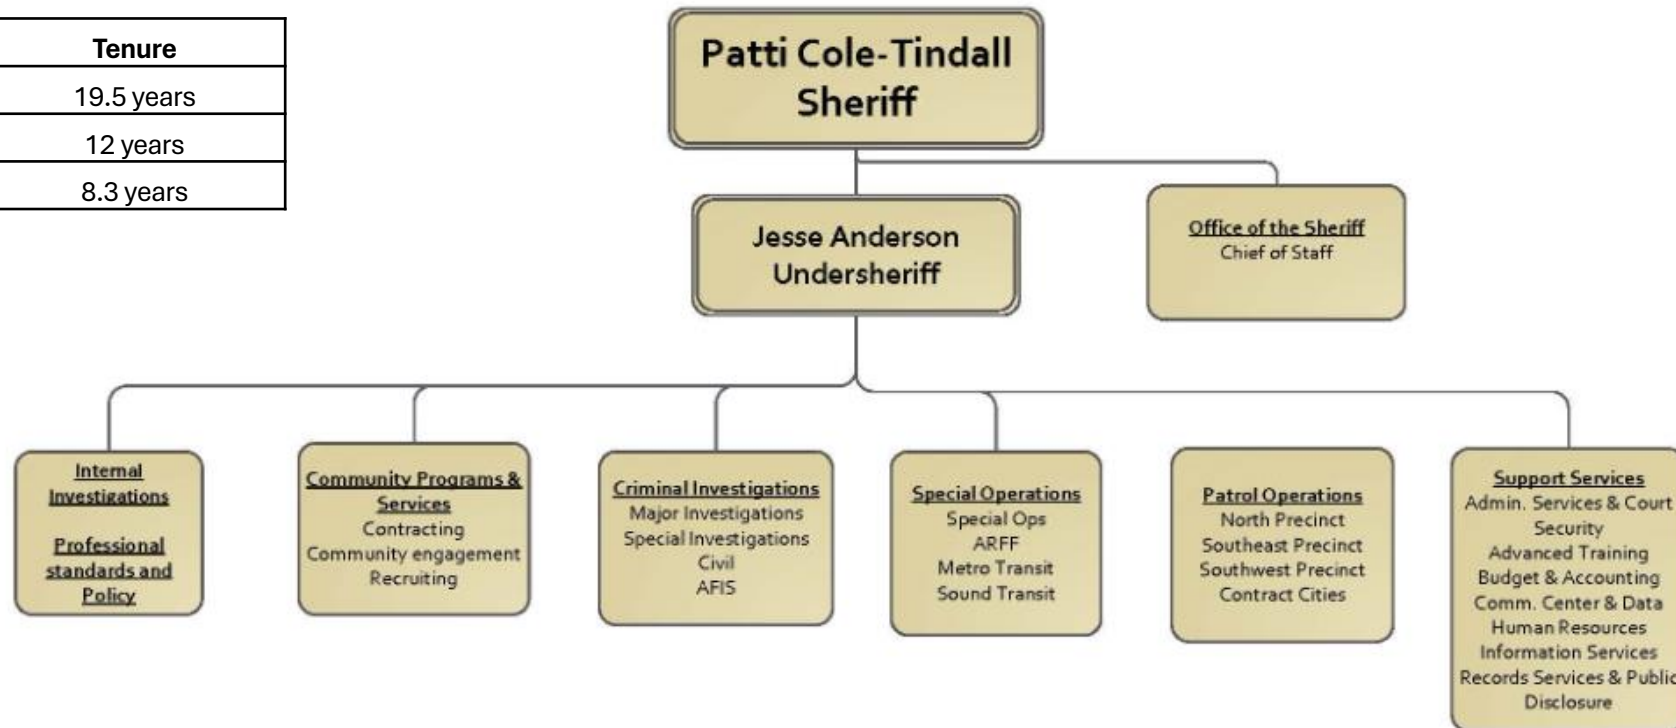 Tenure
19.5 years
12 years
8.3 years
Patti Cole-Tindall
Sheriff
Jesse Anderson
Undersheriff
Office of the Sheriff
Chief of Staff
Internal
Investigations
Professional
standards and
Policy
Community Programs &
Services
Contracting
Community engagement
Recruiting
Criminal Investigations
Major Investigations
Special Investigations
Civil
AFIS
Special Operations
Special Ops
ARFF
Metro Transit
Sound Transit
Patrol Operations
North Precinct
Southeast Precinct
Southwest Precinct
Contract Cities
Support Services
Admin. Services & Court
Security
Advanced Training
Budget & Accounting
Comm. Center & Data
Human Resources
Information Services
Records Services & Public
Disclosure